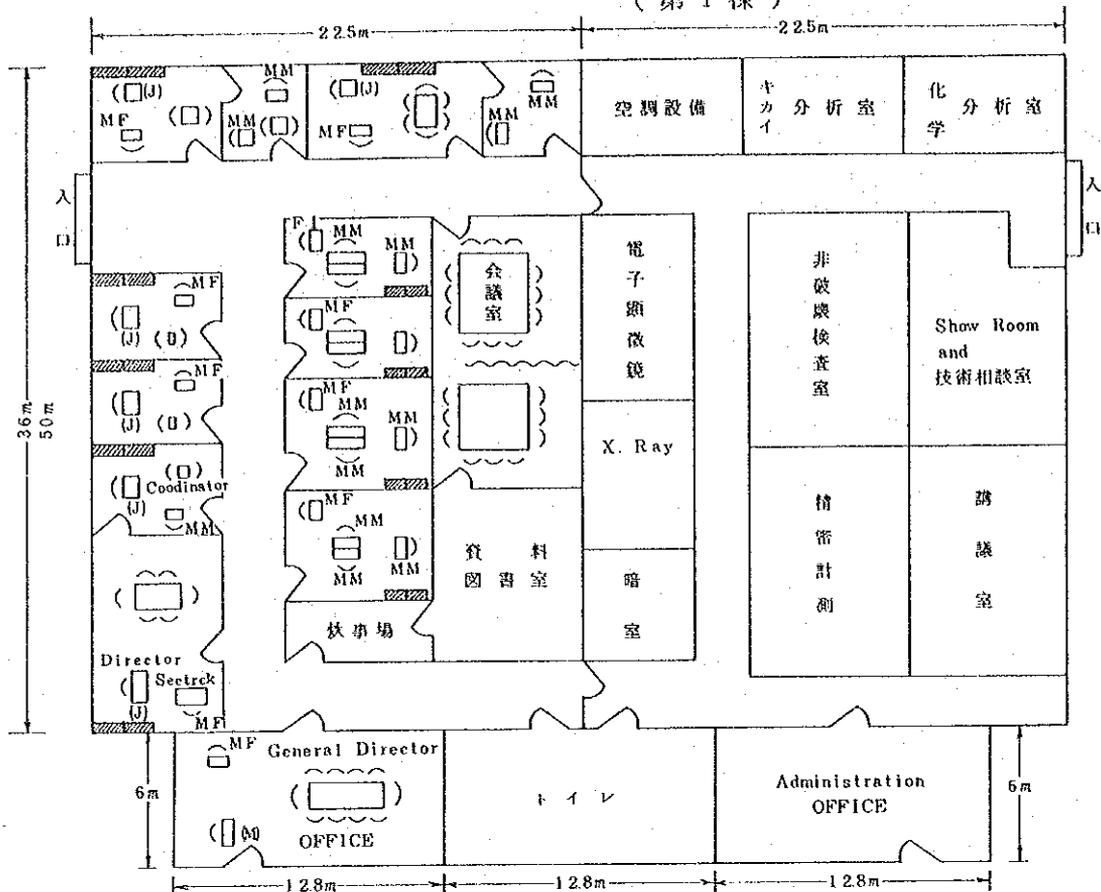 (第1棟)
22.5m
22.5m
MM
(J)
(J)
MM
MF
MM
MF
MM
空調設備
キカイ 分析室
化学 分析室
入口
入口
36m
50m
F
MM
MM
会議室
電子顕微鏡
非破壊検査室
Show Room
and
技術相談室
MF
(J)
MF
MF
(J)
MF
MM
MM
MM
X. Ray
(J)
Coodinator
MM
MF
MM
MM
MM
資料
図書室
暗室
精密計測
講議室
炊事場
Director
Sectrck
(J)
MF
MF
General Director
(M)
OFFICE
トイレ
Administration
OFFICE
6m
6m
12.8m
12.8m
12.8m